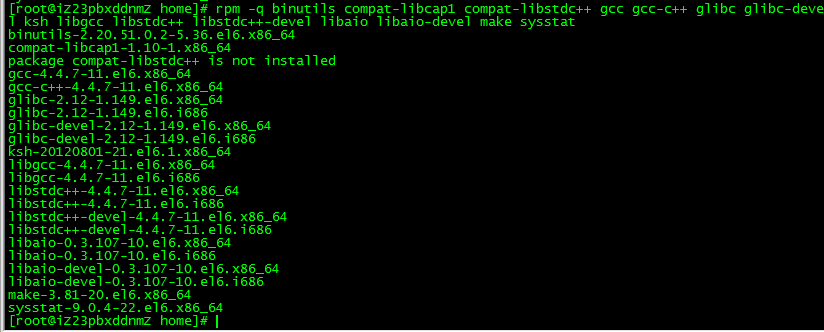 [root@iZ23pbxddnmZ home]# rpm -q binutils compat-libcap1 compat-libstdc++ gcc gcc-c++ glibc glibc-deve
l ksh libgcc libstdc++ libstdc++-devel libaio libaio-devel make sysstat
binutils-2.20.51.0.2-5.36.el6.x86_64
compat-libcap1-1.10-1.x86_64
package compat-libstdc++ is not installed
gcc-4.4.7-11.el6.x86_64
gcc-c++-4.4.7-11.el6.x86_64
glibc-2.12-1.149.el6.x86_64
glibc-2.12-1.149.el6.i686
glibc-devel-2.12-1.149.el6.x86_64
glibc-devel-2.12-1.149.el6.i686
ksh-20120801-21.el6.1.x86_64
libgcc-4.4.7-11.el6.x86_64
libgcc-4.4.7-11.el6.i686
libstdc++-4.4.7-11.el6.x86_64
libstdc++-4.4.7-11.el6.i686
libstdc++-devel-4.4.7-11.el6.x86_64
libstdc++-devel-4.4.7-11.el6.i686
libaio-0.3.107-10.el6.x86_64
libaio-0.3.107-10.el6.i686
libaio-devel-0.3.107-10.el6.x86_64
libaio-devel-0.3.107-10.el6.i686
make-3.81-20.el6.x86_64
sysstat-9.0.4-22.el6.x86_64
[root@iZ23pbxddnmZ home]#